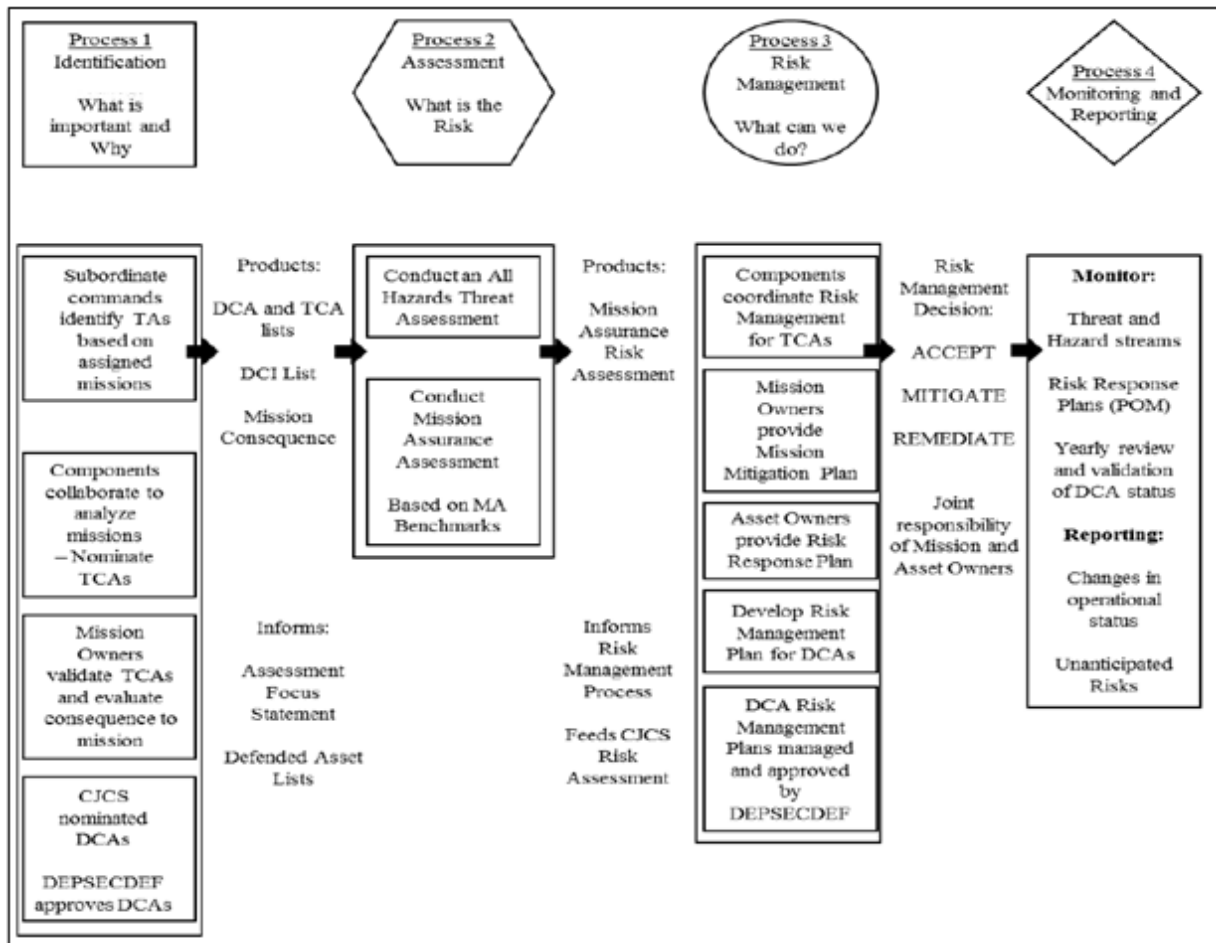 Process 1
Identification
What is
important and
Why
Process 2
Assessment
What is the
Risk
Process 3
Risk
Management
What can we
do?
Process 4
Monitoring and
Reporting
Subordinate
commands
identify TAs
based on
assigned
missions
Components
collaborate to
analyze
missions
– Nominate
TCAs
Mission
Owners
validate TCAs
and evaluate
consequence to
mission
CJCS
nominated
DCAs
DEPSECDEF
approves DCAs
Products:
DCA and TCA
lists
DCI List
Mission
Consequence
Informs:
Assessment
Focus
Statement
Defended Asset
Lists
Conduct an All
Hazards Threat
Assessment
Conduct
Mission
Assurance
Assessment
Based on MA
Benchmarks
Products:
Mission
Assurance
Risk
Assessment
Informs
Risk
Management
Process
Feeds CJCS
Risk
Assessment
Components
coordinate Risk
Management
for TCAs
Mission
Owners
provide
Mission
Mitigation Plan
Asset Owners
provide Risk
Response Plan
Develop Risk
Management
Plan for DCAs
DCA Risk
Management
Plans managed
and approved
by
DEPSECDEF
Risk
Management
Decision:
ACCEPT
MITIGATE
REMEDIATE
Joint
responsibility
of Mission and
Asset Owners
Monitor:
Threat and
Hazard streams
Risk Response
Plans (POM)
Yearly review
and validation
of DCA status
Reporting:
Changes in
operational
status
Unanticipated
Risks